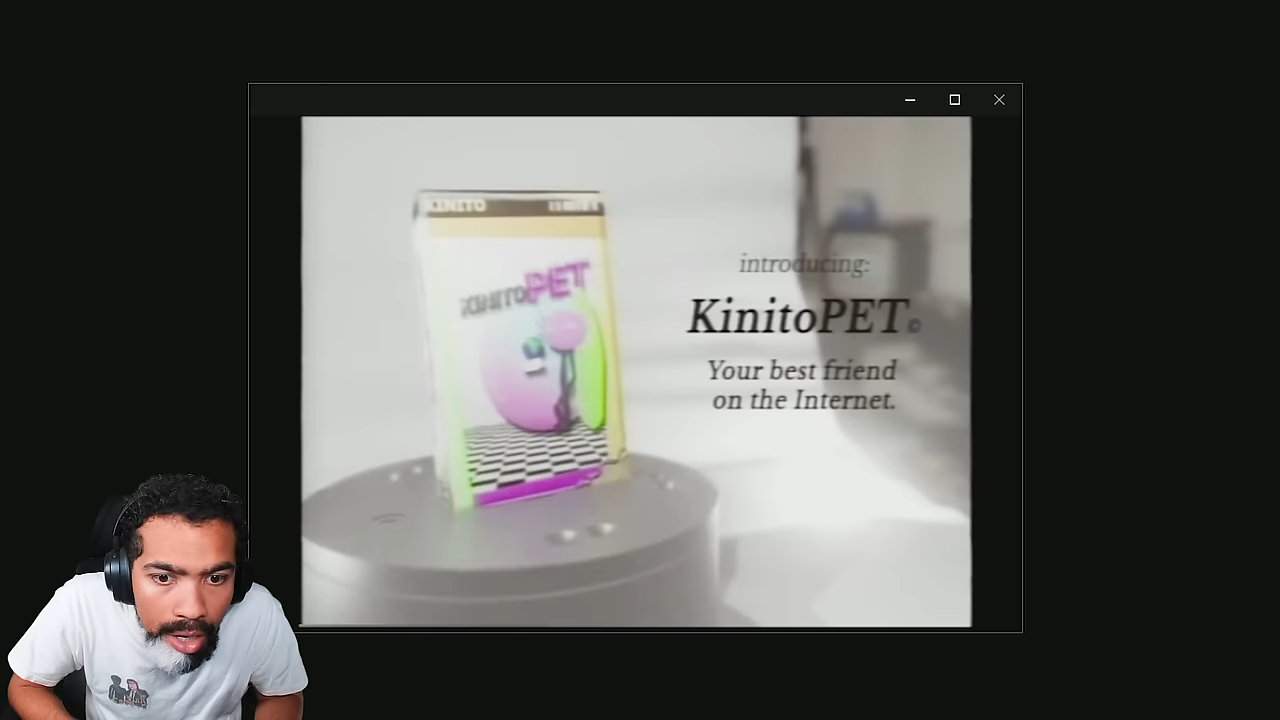 KINITO
KINITOPET
introducing:
KinitoPET©
Your best friend
on the Internet.